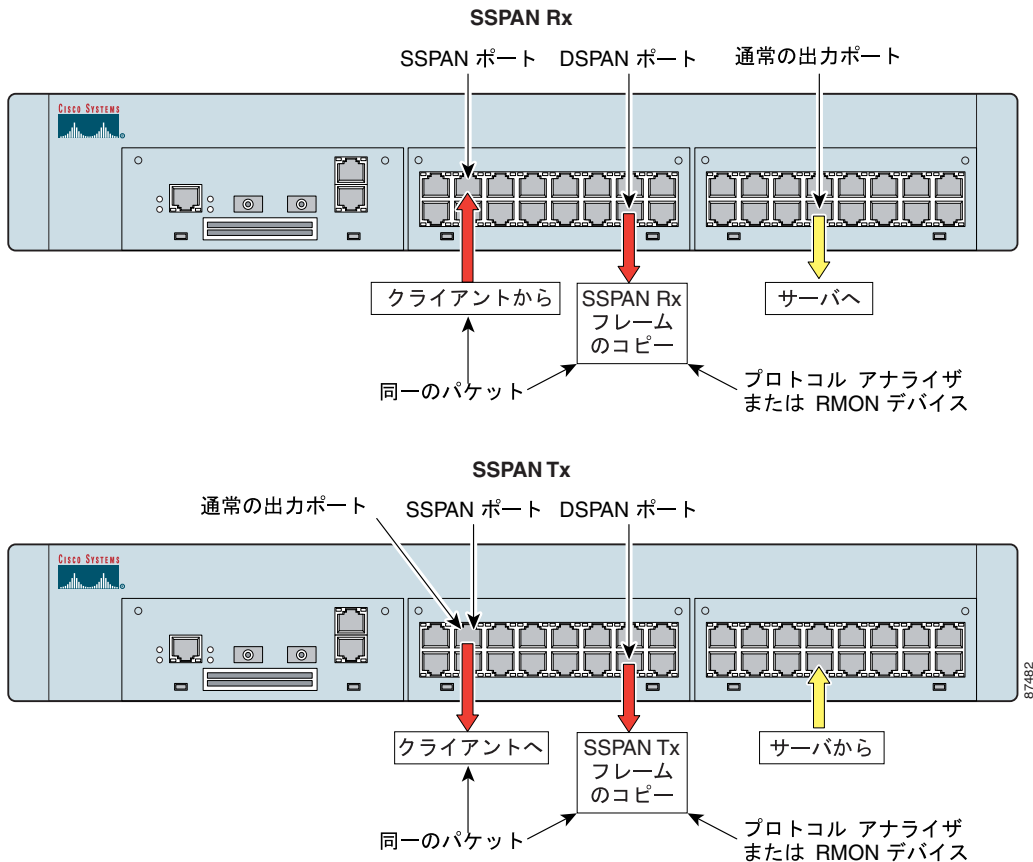 SSPAN Rx
SSPAN ポート
DSPAN ポート
通常の出力ポート
CISCO SYSTEMS
クライアントから
SSPAN Rx
フレーム
のコピー
サーバへ
同一のパケット
プロトコル アナライザ
または RMON デバイス
SSPAN Tx
通常の出力ポート
SSPAN ポート
DSPAN ポート
CISCO SYSTEMS
87482
クライアントへ
SSPAN Tx
フレーム
のコピー
サーバから
同一のパケット
プロトコル アナライザ
または RMON デバイス